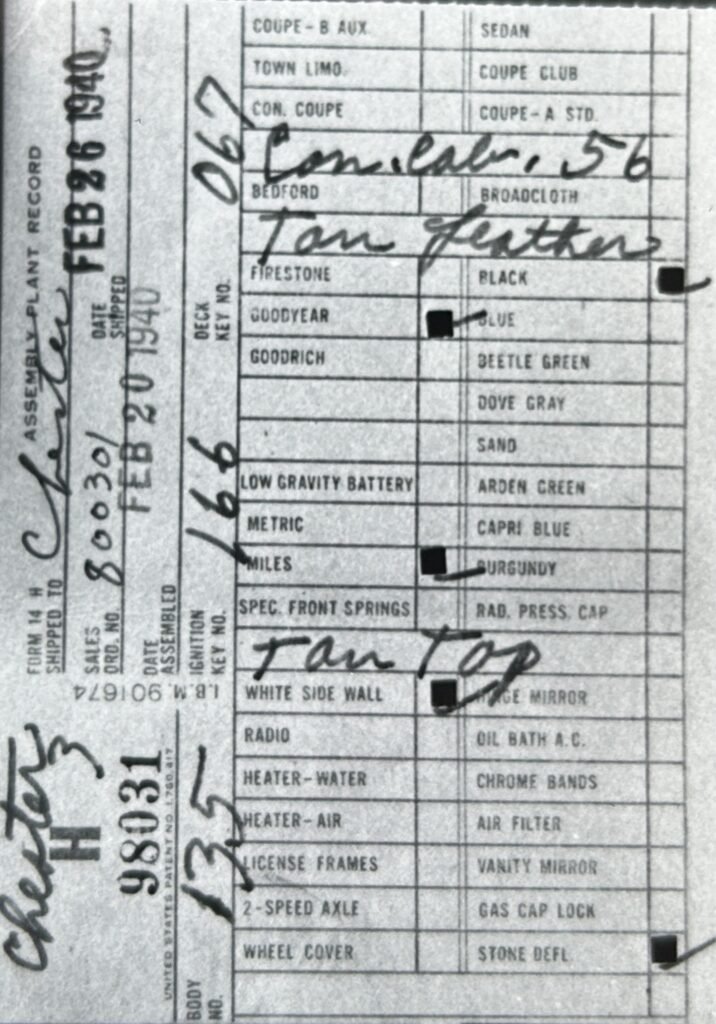 FORM 14 H ASSEMBLY PLANT RECORD
SHIPPED TO Chester
SALES ORD. NO. 800301 DATE SHIPPED FEB 26 1940
DATE ASSEMBLED FEB 20 1940
IGNITION KEY NO. 166 DECK KEY NO. 067
I.B.M. 901674
Chester 3
H
98031
UNITED STATES PATENT NO. 1,780,617
BODY NO. 135
COUPE-B AUX. SEDAN
TOWN LIMO. COUPE CLUB
CON. COUPE COUPE-A STD.
Con. Cab. 56
BEDFORD BROADCLOTH
Tan Leather
FIRESTONE BLACK
GOODYEAR BLUE
GOODRICH BEETLE GREEN
DOVE GRAY
SAND
LOW GRAVITY BATTERY ARDEN GREEN
METRIC CAPRI BLUE
MILES BURGUNDY
SPEC. FRONT SPRINGS RAD. PRESS. CAP
Tan Top
WHITE SIDE WALL MIRROR
RADIO OIL BATH A.C.
HEATER-WATER CHROME BANDS
HEATER-AIR AIR FILTER
LICENSE FRAMES VANITY MIRROR
2-SPEED AXLE GAS CAP LOCK
WHEEL COVER STONE DEFL.